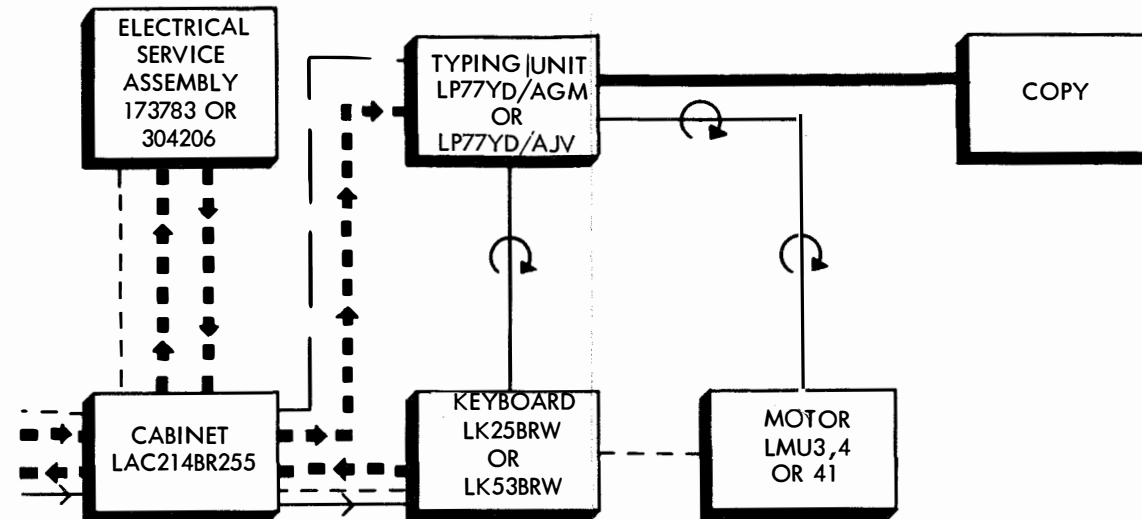 ELECTRICAL
SERVICE
ASSEMBLY
173783 OR
304206
TYPING UNIT
LP77YD/AGM
OR
LP77YD/AJV
COPY
CABINET
LAC214BR255
KEYBOARD
LK25BRW
OR
LK53BRW
MOTOR
LMU3,4
OR 41